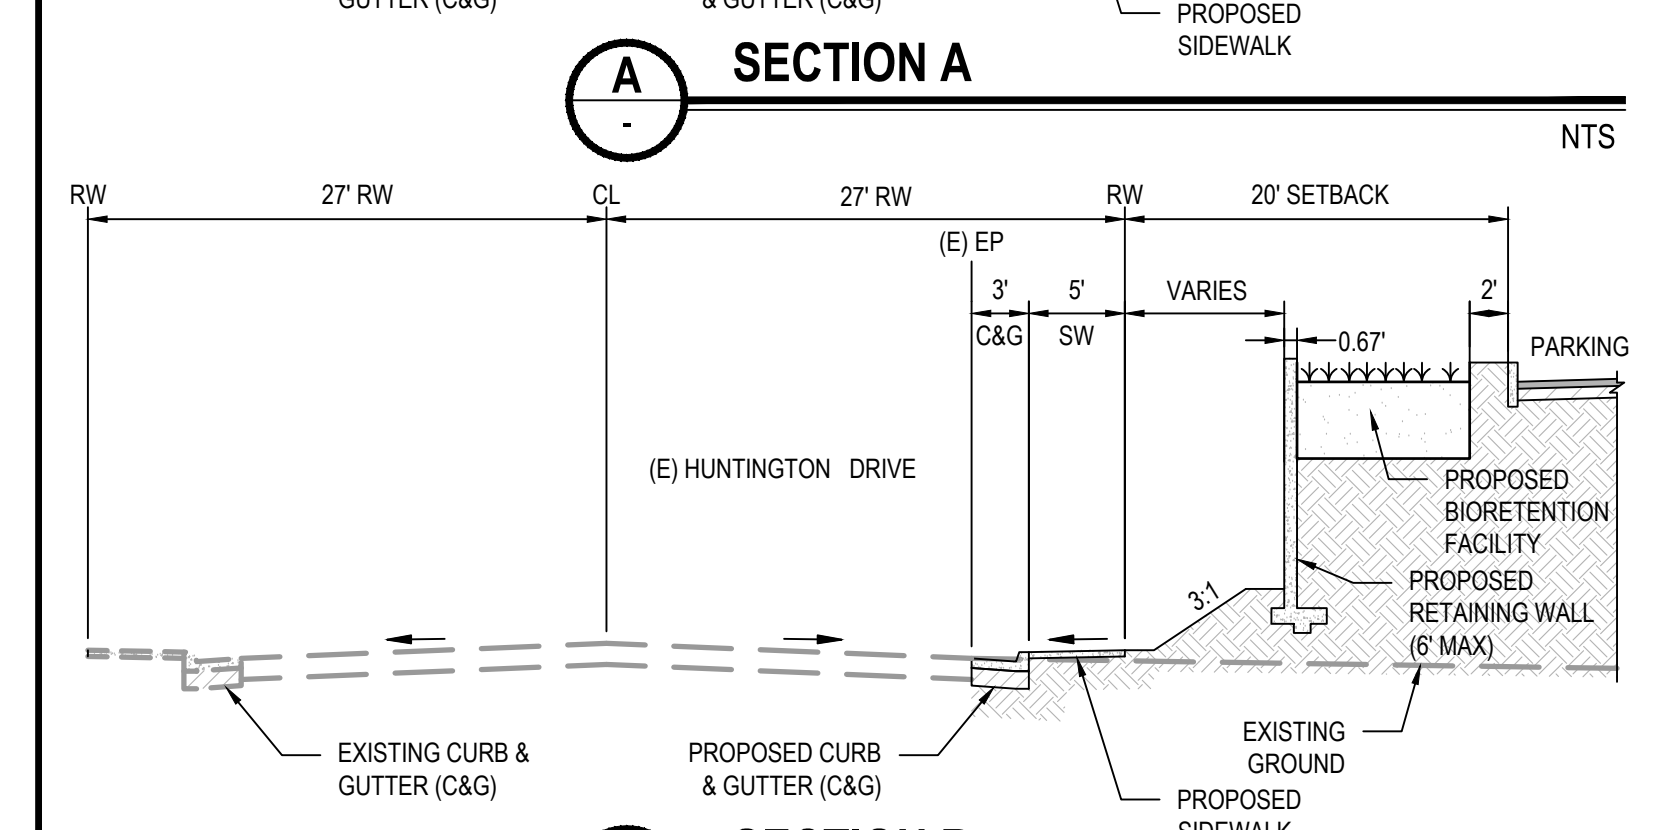 GUTTER (C&G)
& GUTTER (C&G)
PROPOSED
SIDEWALK
A
-
SECTION A
NTS
RW
27' RW
CL
27' RW
RW
20' SETBACK
(E) EP
3'
5'
VARIES
2'
C&G
SW
0.67'
PARKING
(E) HUNTINGTON DRIVE
PROPOSED
BIORETENTION
FACILITY
3:1
PROPOSED
RETAINING WALL
(6' MAX)
EXISTING CURB &
GUTTER (C&G)
PROPOSED CURB
& GUTTER (C&G)
EXISTING
GROUND
PROPOSED
SIDEWALK